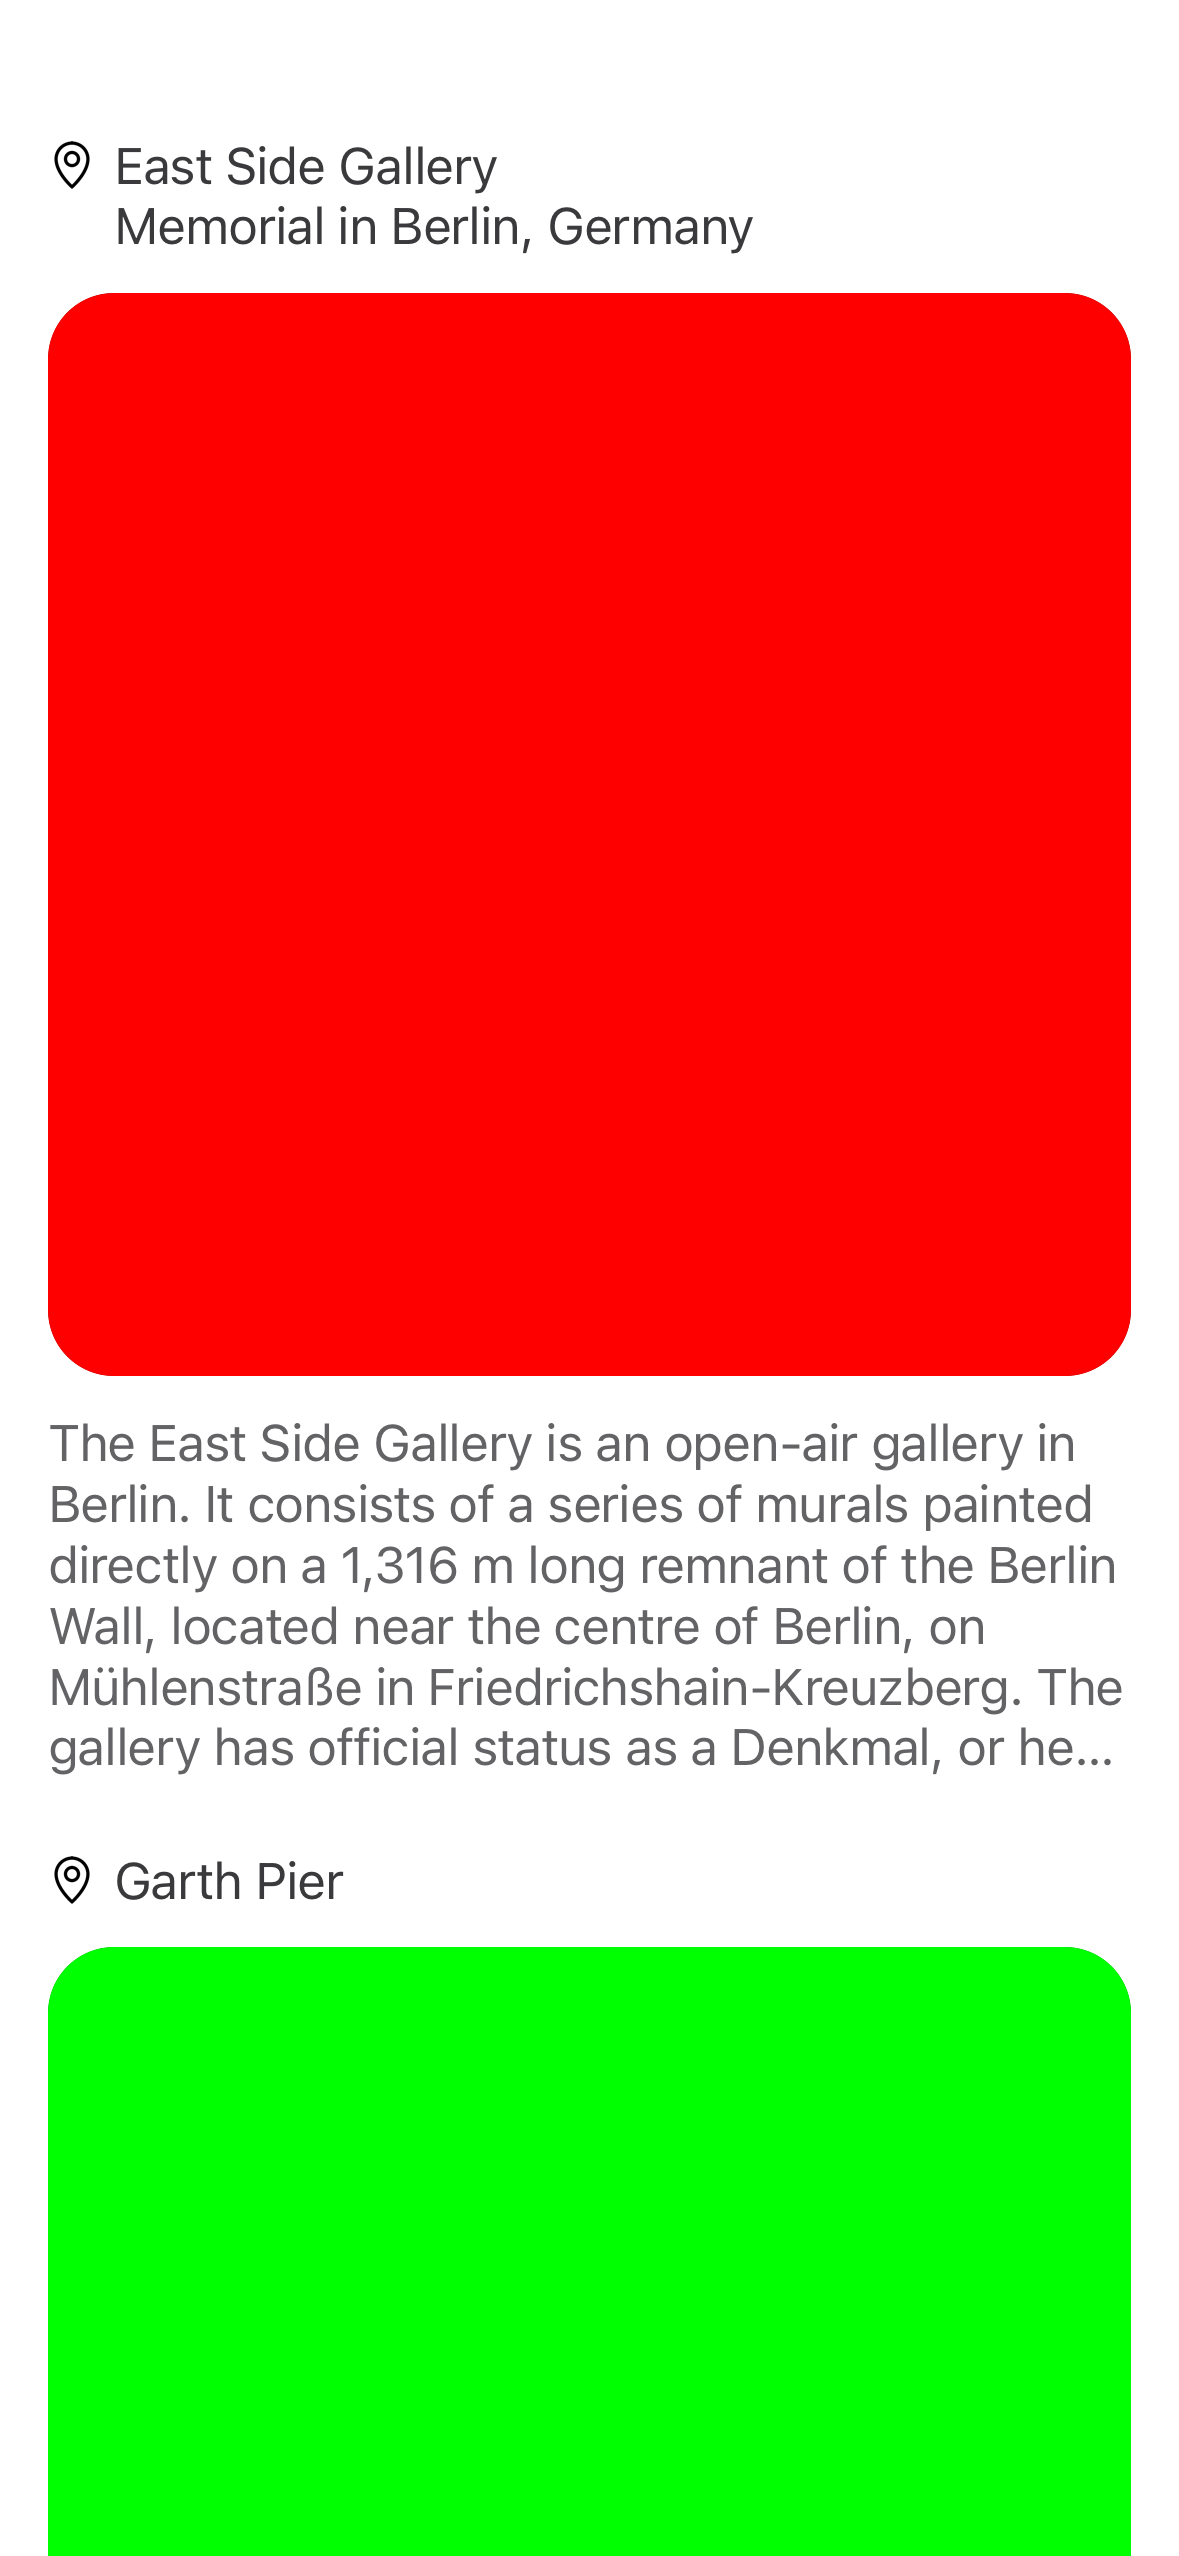 East Side Gallery
Memorial in Berlin, Germany
The East Side Gallery is an open-air gallery in
Berlin. It consists of a series of murals painted
directly on a 1,316 m long remnant of the Berlin
Wall, located near the centre of Berlin, on
Mühlenstraße in Friedrichshain-Kreuzberg. The
gallery has official status as a Denkmal, or he...
Garth Pier